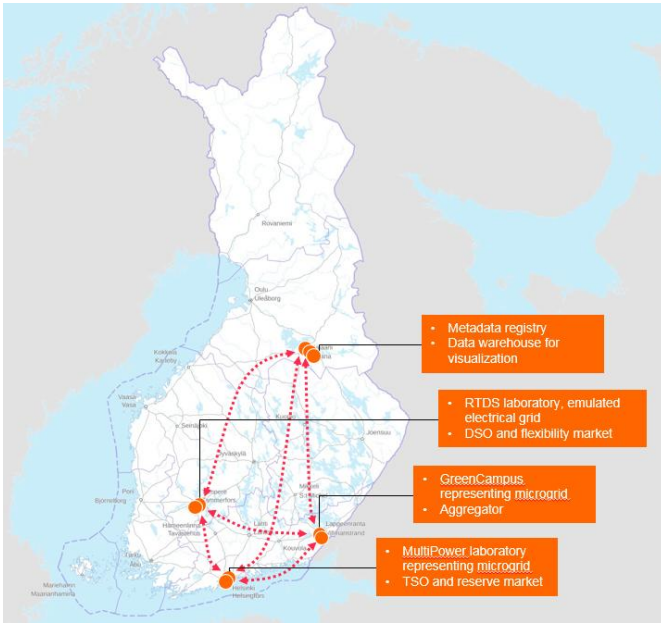 Rovaniemi
Oulu
Uleåborg
Kokkola
Karleby
Vaasa
Vasa
Seinäjoki
Joensuu
Pori
Björneborg
Hämeenlinna
Tavastehus
Lahti
Kouvola
Lappeenranta
Turku
Åbo
Helsinki
Helsingfors
Mariehamn
Maarianhamina
• Metadata registry
• Data warehouse for
visualization
• RTDS laboratory, emulated
electrical grid
• DSO and flexibility market
• GreenCampus
representing microgrid
• Aggregator
• MultiPower laboratory
representing microgrid
• TSO and reserve market